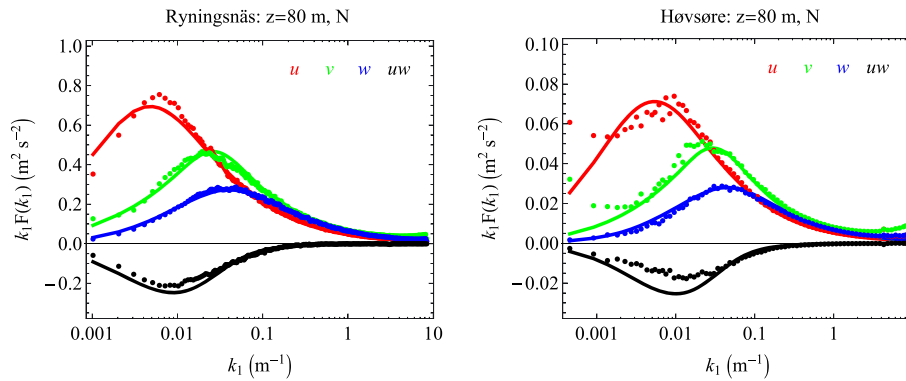 Ryningsnäs: z=80 m, N
u v w uw
k₁F(k₁) (m² s⁻²)
1.0
0.8
0.6
0.4
0.2
0.0
−0.2
0.001 0.01 0.1 1 10
k₁ (m⁻¹)
Høvsøre: z=80 m, N
u v w uw
k₁F(k₁) (m² s⁻²)
0.10
0.08
0.06
0.04
0.02
0.00
−0.02
0.001 0.01 0.1 1
k₁ (m⁻¹)